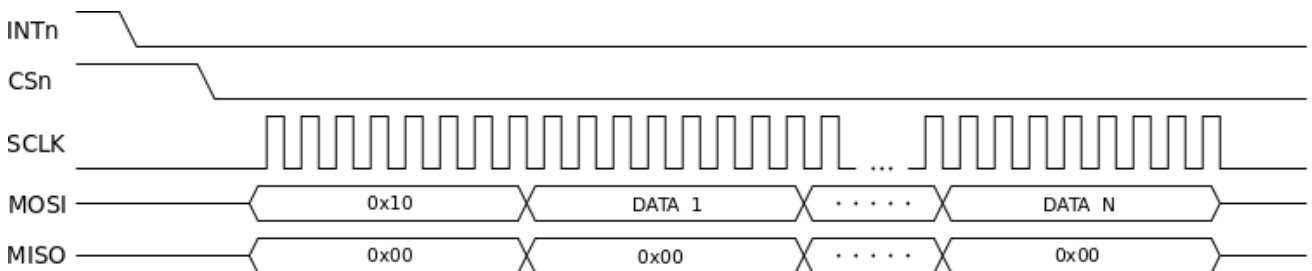 INTn
CSn
SCLK ...
MOSI 0x10 DATA 1 ····· DATA N
MISO 0x00 0x00 ····· 0x00